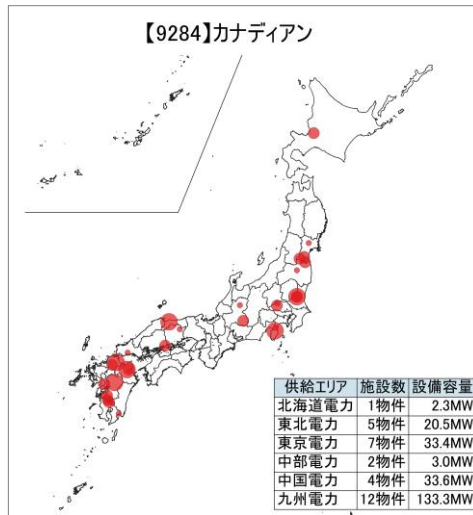 【9284】カナディアン
供給エリア 施設数 設備容量
北海道電力 1物件 2.3MW
東北電力 5物件 20.5MW
東京電力 7物件 33.4MW
中部電力 2物件 3.0MW
中国電力 4物件 33.6MW
九州電力 12物件 133.3MW